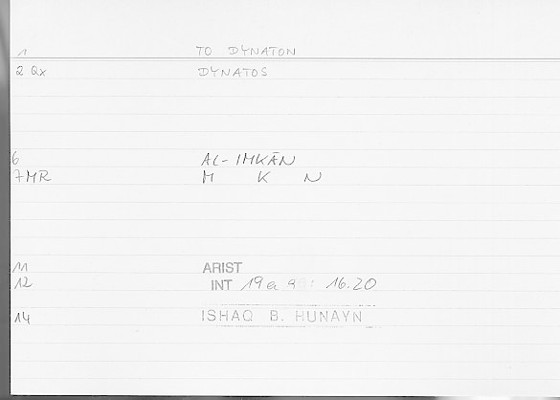 1 TO DYNATON
2 Qx DYNATOS
6 AL-IMKĀN
7MR M K N
11 ARIST
12 INT 19a : 16.20
14 ISHAQ B. HUNAYN